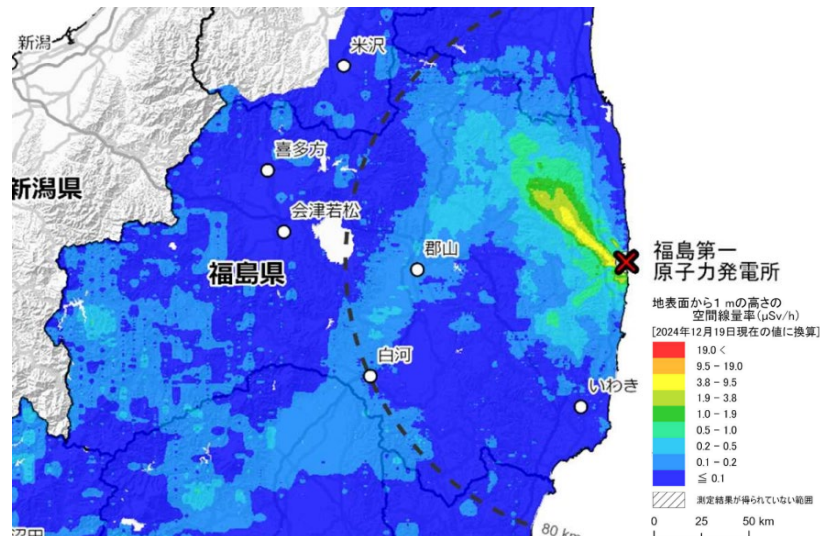 新潟
米沢
喜多方
新潟県
会津若松
福島県
郡山
福島第一
原子力発電所
地表面から1 mの高さの
空間線量率(μSv/h)
[2024年12月19日現在の値に換算]
19.0 <
9.5 - 19.0
3.8 - 9.5
1.9 - 3.8
1.0 - 1.9
0.5 - 1.0
0.2 - 0.5
0.1 - 0.2
≦ 0.1
測定結果が得られていない範囲
白河
いわき
沼田
80 km
0 25 50 km